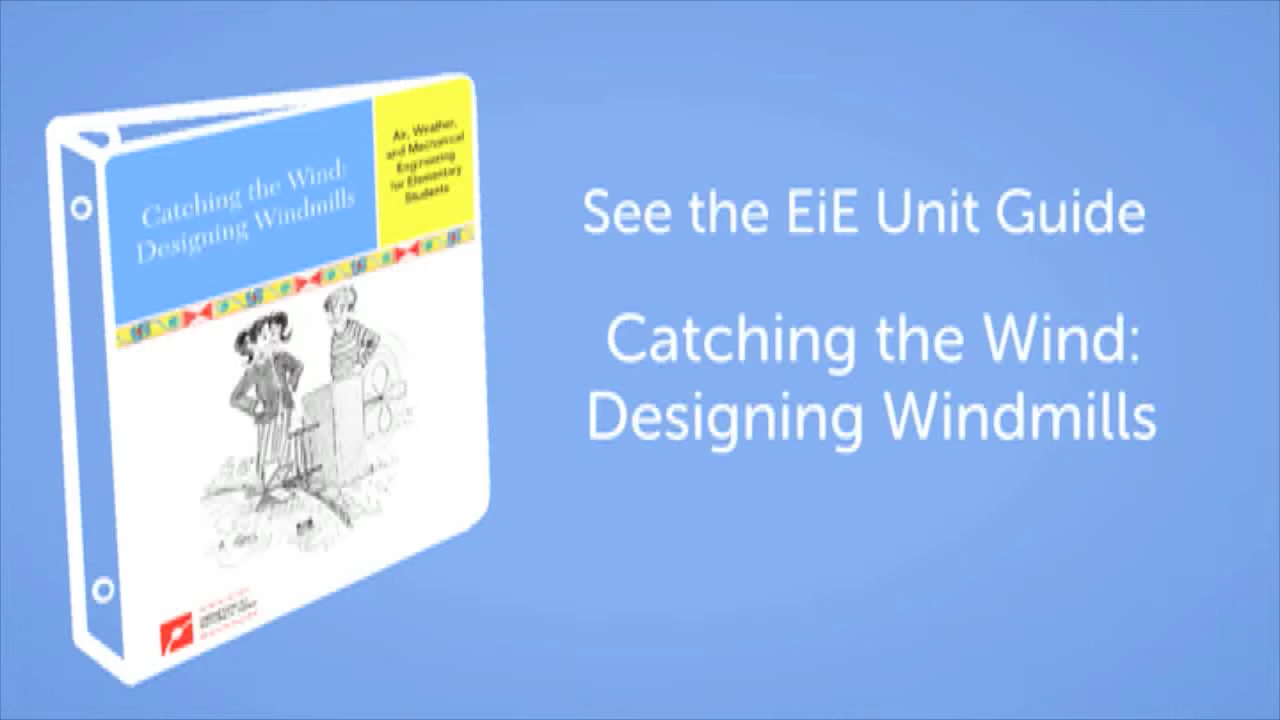 Catching the Wind:
Designing Windmills
Air, Weather,
and Mechanical
Engineering
for Elementary
Students
See the EiE Unit Guide
Catching the Wind:
Designing Windmills